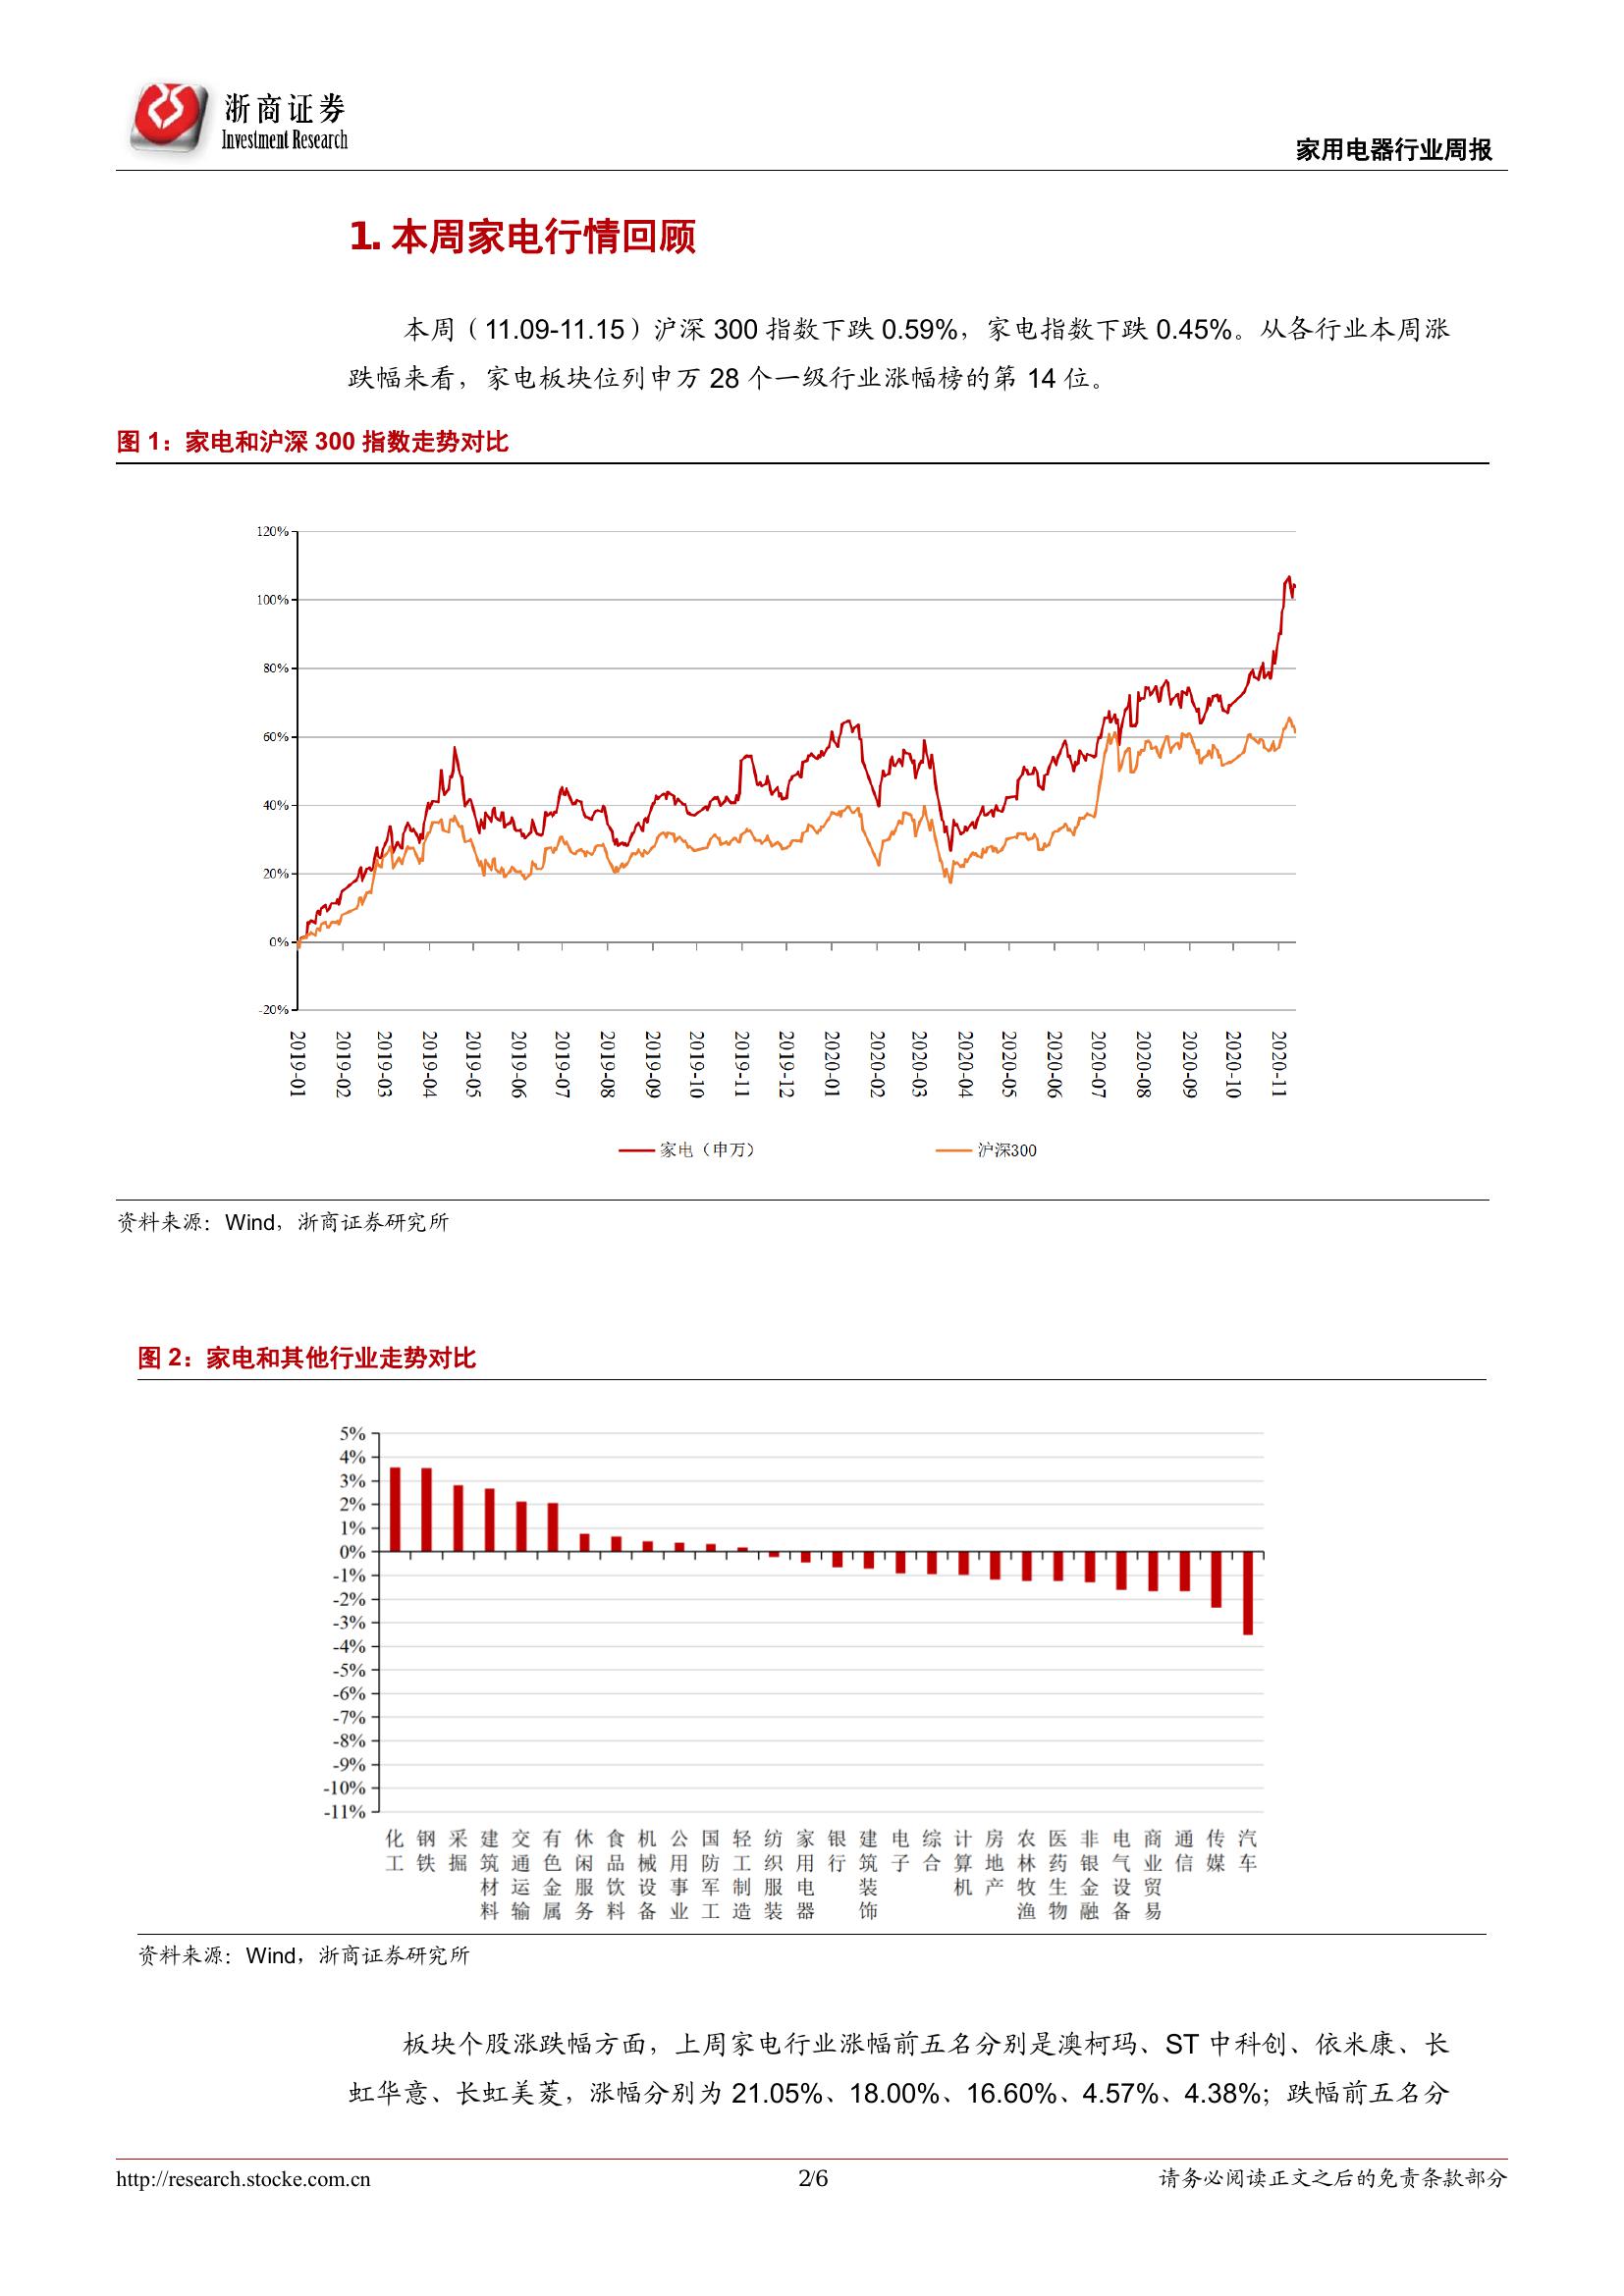 浙商证券
Investment Research
家用电器行业周报
1. 本周家电行情回顾
本周（11.09-11.15）沪深 300 指数下跌 0.59%，家电指数下跌 0.45%。从各行业本周涨
跌幅来看，家电板块位列申万 28 个一级行业涨幅榜的第 14 位。
图 1：家电和沪深 300 指数走势对比
120%
100%
80%
60%
40%
20%
0%
-20%
2019-01 2019-02 2019-03 2019-04 2019-05 2019-06 2019-07 2019-08 2019-09 2019-10 2019-11 2019-12 2020-01 2020-02 2020-03 2020-04 2020-05 2020-06 2020-07 2020-08 2020-09 2020-10 2020-11
家电（申万） 沪深300
资料来源：Wind，浙商证券研究所
图 2：家电和其他行业走势对比
5%
4%
3%
2%
1%
0%
-1%
-2%
-3%
-4%
-5%
-6%
-7%
-8%
-9%
-10%
-11%
化工 钢铁 采掘 建筑材料 交通运输 有色金属 休闲服务 食品饮料 机械设备 公用事业 国防军工 轻工制造 纺织服装 家用电器 银行 建筑装饰 电子 综合 计算机 房地产 农林牧渔 医药生物 非银金融 电气设备 商业贸易 通信 传媒 汽车
资料来源：Wind，浙商证券研究所
板块个股涨跌幅方面，上周家电行业涨幅前五名分别是澳柯玛、ST 中科创、依米康、长
虹华意、长虹美菱，涨幅分别为 21.05%、18.00%、16.60%、4.57%、4.38%；跌幅前五名分
http://research.stocke.com.cn 2/6 请务必阅读正文之后的免责条款部分